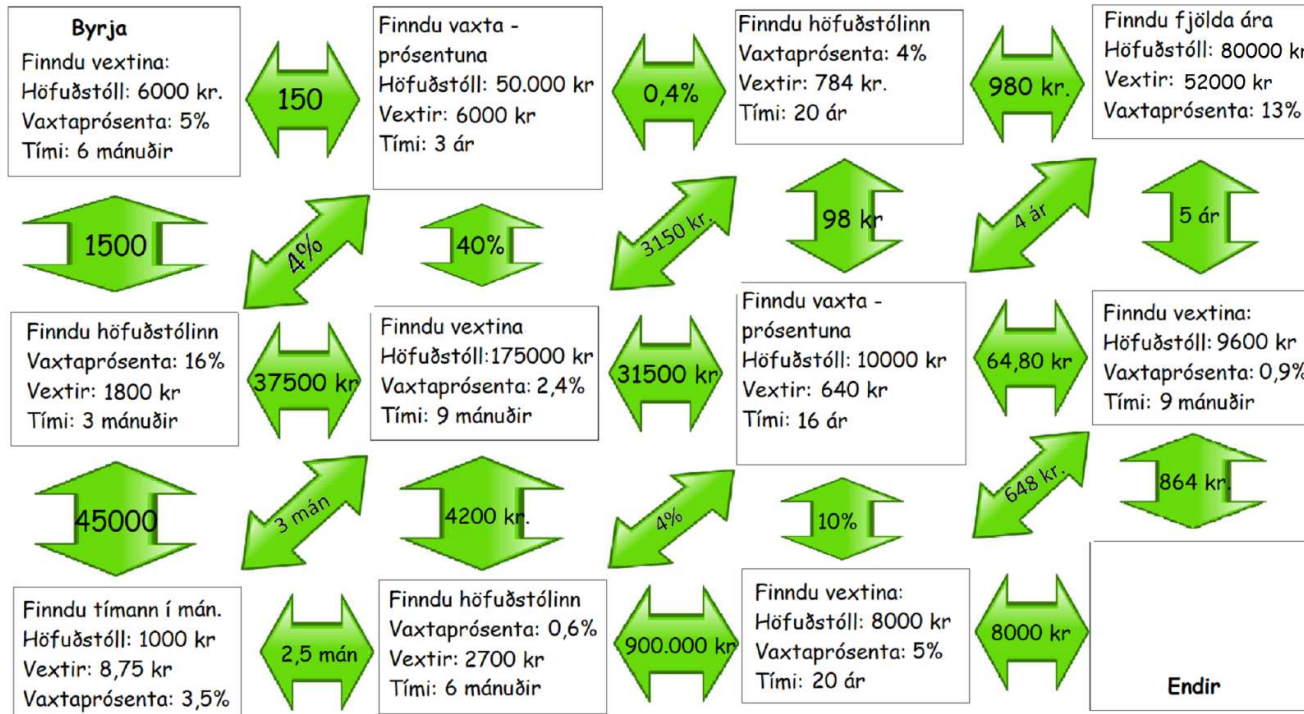 Byrja
Finndu vextina:
Höfuðstóll: 6000 kr.
Vaxtaprósenta: 5%
Tími: 6 mánuðir
150
Finndu vaxta -
prósentuna
Höfuðstóll: 50.000 kr
Vextir: 6000 kr
Tími: 3 ár
0,4%
Finndu höfuðstólinn
Vaxtaprósenta: 4%
Vextir: 784 kr.
Tími: 20 ár
980 kr.
Finndu fjölda ára
Höfuðstóll: 80000 kr
Vextir: 52000 kr
Vaxtaprósenta: 13%
1500
4%
40%
3150 kr.
98 kr
4 ár
5 ár
Finndu höfuðstólinn
Vaxtaprósenta: 16%
Vextir: 1800 kr
Tími: 3 mánuðir
37500 kr
Finndu vextina
Höfuðstóll:175000 kr
Vaxtaprósenta: 2,4%
Tími: 9 mánuðir
31500 kr
Finndu vaxta -
prósentuna
Höfuðstóll: 10000 kr
Vextir: 640 kr
Tími: 16 ár
64,80 kr
Finndu vextina:
Höfuðstóll: 9600 kr
Vaxtaprósenta: 0,9%
Tími: 9 mánuðir
45000
3 mán
4200 kr.
4%
10%
648 kr.
864 kr.
Finndu tímann í mán.
Höfuðstóll: 1000 kr
Vextir: 8,75 kr
Vaxtaprósenta: 3,5%
2,5 mán
Finndu höfuðstólinn
Vaxtaprósenta: 0,6%
Vextir: 2700 kr
Tími: 6 mánuðir
900.000 kr
Finndu vextina:
Höfuðstóll: 8000 kr
Vaxtaprósenta: 5%
Tími: 20 ár
8000 kr
Endir